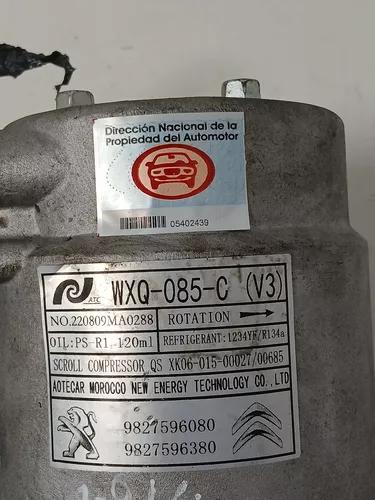 Dirección Nacional de la
Propiedad del Automotor
05402439
ATC
WXQ-085-C (V3)
NO.220809MA0288
ROTATION
OIL:PS-R1,120ml
REFRIGERANT:1234YF/R134a
SCROLL COMPRESSOR QS XK06-015-00027/00685
AOTECAR MOROCCO NEW ENERGY TECHNOLOGY CO.,LTD
9827596080
9827596380